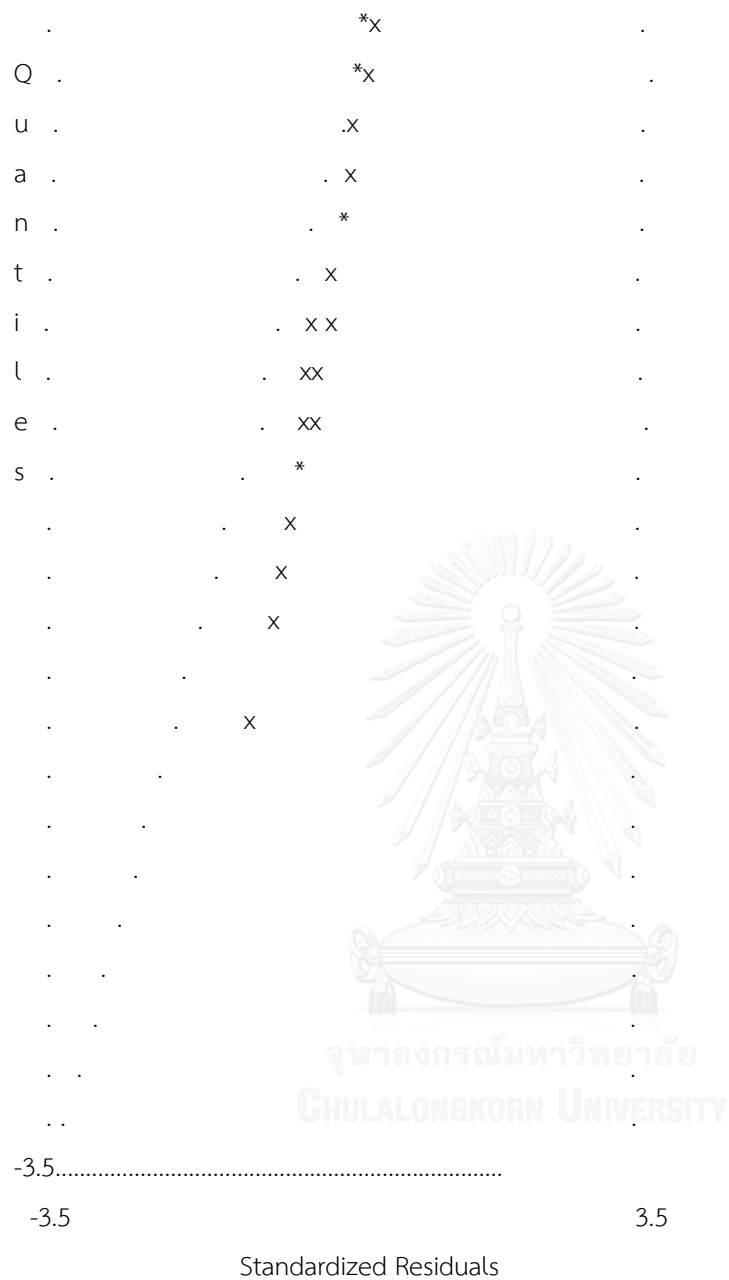 . *x .
Q . *x .
u . .x .
a . . x .
n . . * .
t . . x .
i . . x x .
l . . xx .
e . . xx .
s . . * .
. . x .
. . x .
. . x .
. . .
. . x .
. . .
. . .
. . .
. . .
. . .
. . .
. . .
. . .
-3.5..........................................................................
-3.5 3.5
Standardized Residuals
จุฬาลงกรณ์มหาวิทยาลัย
CHULALONGKORN UNIVERSITY